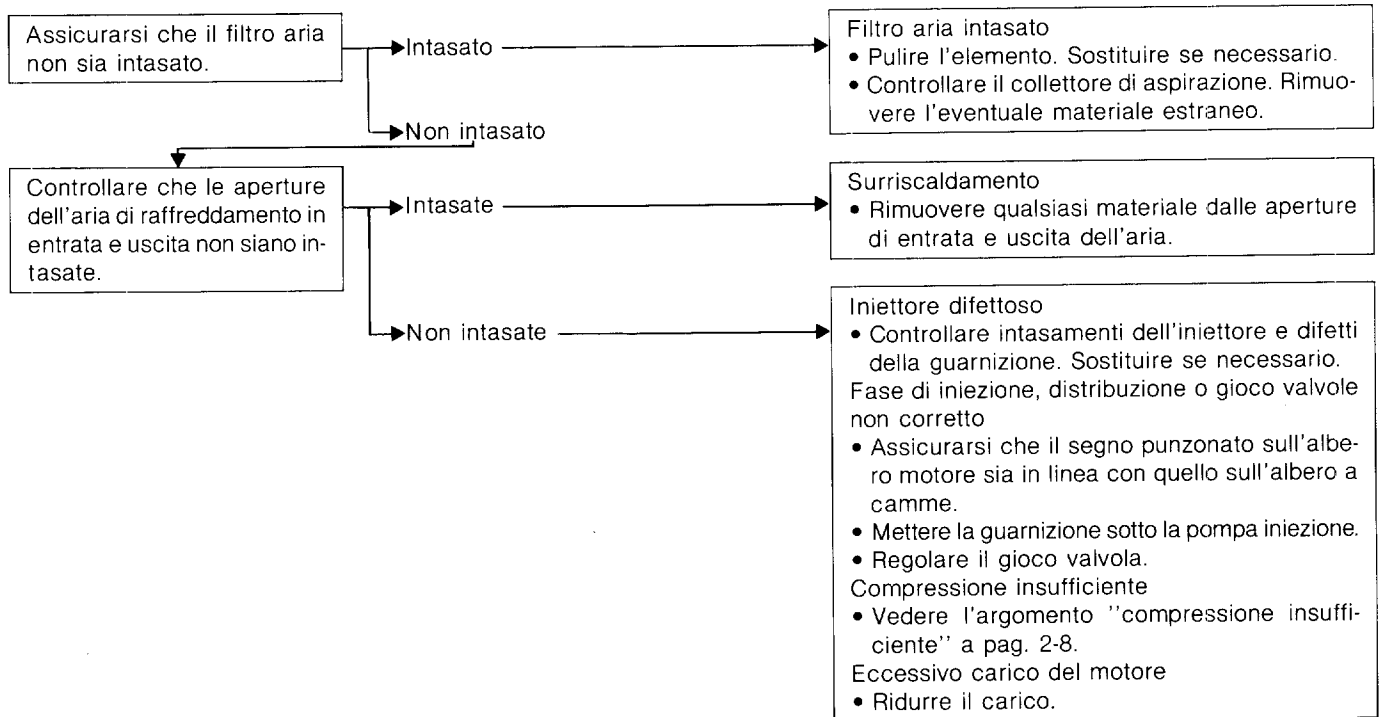 Assicurarsi che il filtro aria
non sia intasato.
Intasato
Non intasato
Filtro aria intasato
• Pulire l'elemento. Sostituire se necessario.
• Controllare il collettore di aspirazione. Rimuo-
vere l'eventuale materiale estraneo.
Controllare che le aperture
dell'aria di raffreddamento in
entrata e uscita non siano in-
tasate.
Intasate
Non intasate
Surriscaldamento
• Rimuovere qualsiasi materiale dalle aperture
di entrata e uscita dell'aria.
Iniettore difettoso
• Controllare intasamenti dell'iniettore e difetti
della guarnizione. Sostituire se necessario.
Fase di iniezione, distribuzione o gioco valvole
non corretto
• Assicurarsi che il segno punzonato sull'albe-
ro motore sia in linea con quello sull'albero a
camme.
• Mettere la guarnizione sotto la pompa iniezione.
• Regolare il gioco valvola.
Compressione insufficiente
• Vedere l'argomento ''compressione insuffi-
ciente'' a pag. 2-8.
Eccessivo carico del motore
• Ridurre il carico.